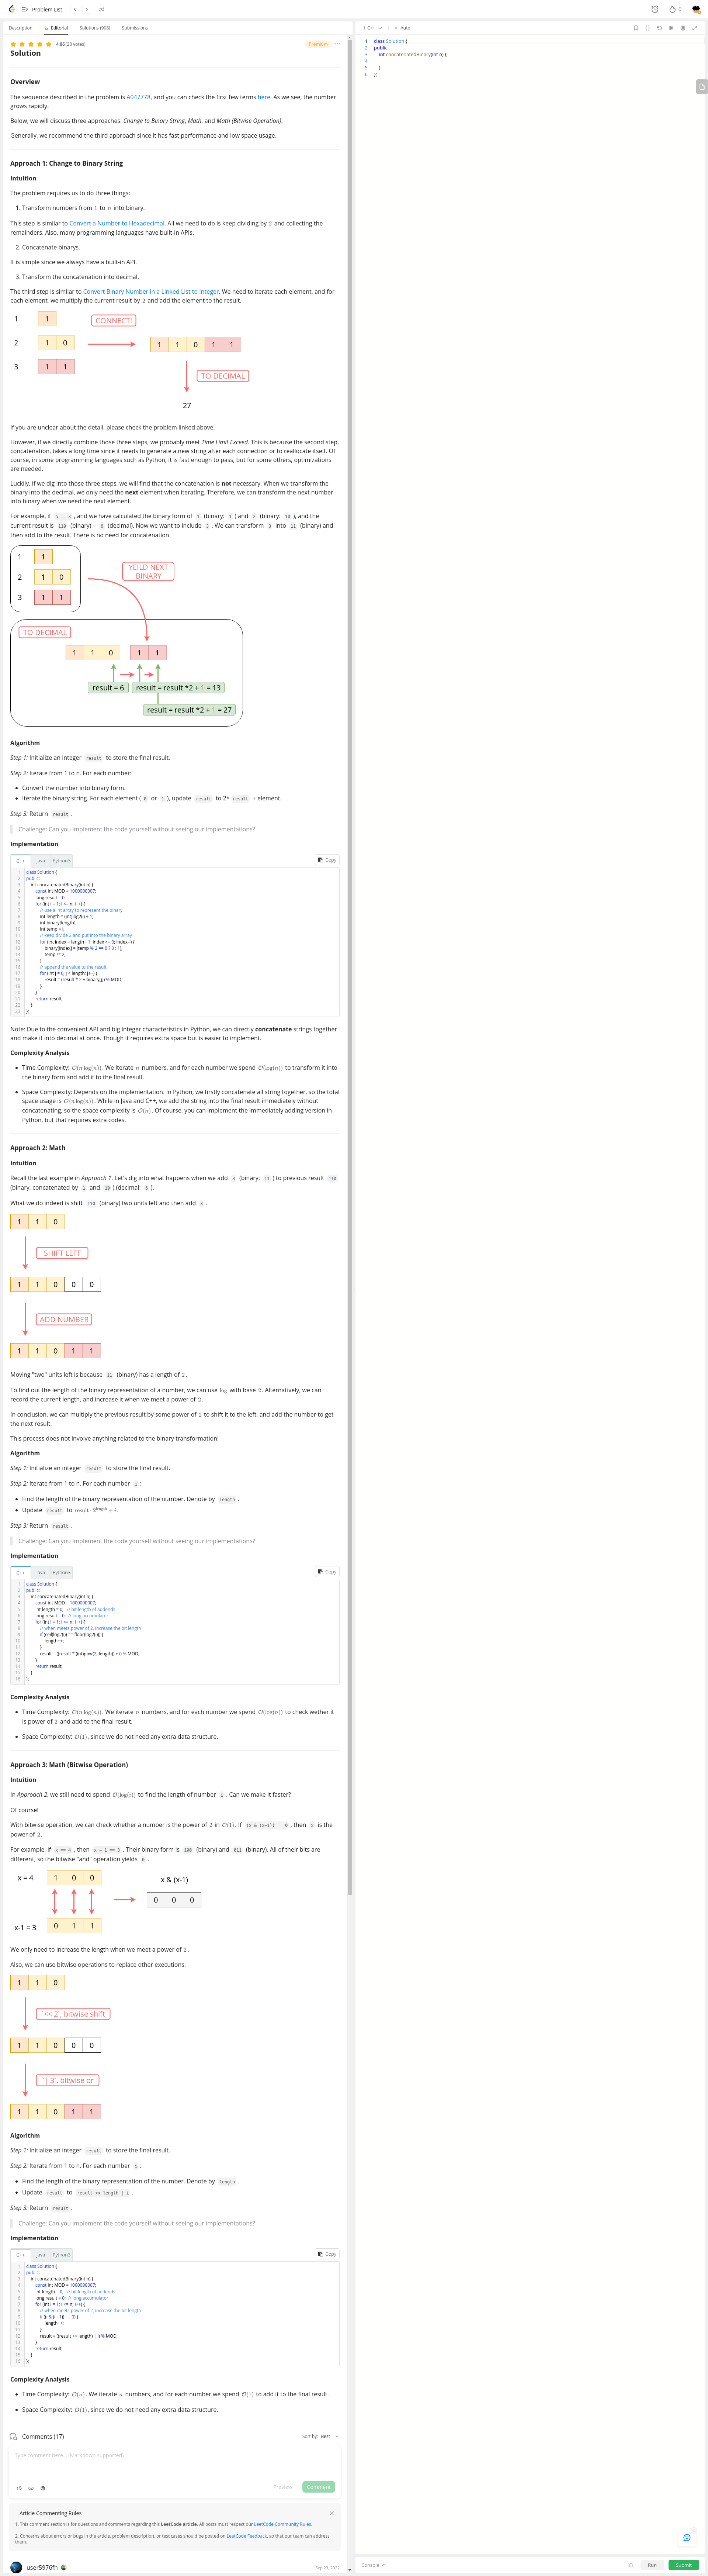 Problem List
0
Description
Editorial
Solutions (908)
Submissions
4.88 (28 votes)
Premium
Solution
Overview
The sequence described in the problem is A047778, and you can check the first few terms here. As we see, the number
grows rapidly.
Below, we will discuss three approaches: Change to Binary String, Math, and Math (Bitwise Operation).
Generally, we recommend the third approach since it has fast performance and low space usage.
Approach 1: Change to Binary String
Intuition
The problem requires us to do three things:
1. Transform numbers from 1 to n into binary.
This step is similar to Convert a Number to Hexadecimal. All we need to do is keep dividing by 2 and collecting the
remainders. Also, many programming languages have built-in APIs.
2. Concatenate binarys.
It is simple since we always have a built-in API.
3. Transform the concatenation into decimal.
The third step is similar to Convert Binary Number in a Linked List to Integer. We need to iterate each element, and for
each element, we multiply the current result by 2 and add the element to the result.
1 1
CONNECT!
2 1 0
1 1 0 1 1
3 1 1
TO DECIMAL
27
If you are unclear about the detail, please check the problem linked above.
However, if we directly combine those three steps, we probably meet Time Limit Exceed. This is because the second step,
concatenation, takes a long time since it needs to generate a new string after each connection or to reallocate itself. Of
course, in some programming languages such as Python, it is fast enough to pass, but for some others, optimizations
are needed.
Luckily, if we dig into those three steps, we will find that the concatenation is not necessary. When we transform the
binary into the decimal, we only need the next element when iterating. Therefore, we can transform the next number
into binary when we need the next element.
For example, if n == 3 , and we have calculated the binary form of 1 (binary: 1 ) and 2 (binary: 10 ), and the
current result is 110 (binary) = 6 (decimal). Now we want to include 3 . We can transform 3 into 11 (binary) and
then add to the result. There is no need for concatenation.
1 1
2 1 0
3 1 1
YEILD NEXT
BINARY
TO DECIMAL
1 1 0 1 1
result = 6
result = result *2 + 1 = 13
result = result *2 + 1 = 27
Algorithm
Step 1: Initialize an integer result to store the final result.
Step 2: Iterate from 1 to n. For each number:
• Convert the number into binary form.
• Iterate the binary string. For each element ( 0 or 1 ), update result to 2* result + element.
Step 3: Return result .
Challenge: Can you implement the code yourself without seeing our implementations?
Implementation
C++ Java Python3 Copy
1 class Solution {
2 public:
3 int concatenatedBinary(int n) {
4 const int MOD = 1000000007;
5 long result = 0;
6 for (int i = 1; i <= n; i++) {
7 // use a int array to represent the binary
8 int length = (int)log2(i) + 1;
9 int binary[length];
10 int temp = i;
11 // keep divide 2 and put into the binary array
12 for (int index = length - 1; index >= 0; index--) {
13 binary[index] = (temp % 2 == 0 ? 0 : 1);
14 temp /= 2;
15 }
16 // append the value to the result
17 for (int j = 0; j < length; j++) {
18 result = (result * 2 + binary[j]) % MOD;
19 }
20 }
21 return result;
22 }
23 };
Note: Due to the convenient API and big integer characteristics in Python, we can directly concatenate strings together
and make it into decimal at once. Though it requires extra space but is easier to implement.
Complexity Analysis
• Time Complexity: O(n log(n)). We iterate n numbers, and for each number we spend O(log(n)) to transform it into
the binary form and add it to the final result.
• Space Complexity: Depends on the implementation. In Python, we firstly concatenate all string together, so the total
space usage is O(n log(n)). While in Java and C++, we add the string into the final result immediately without
concatenating, so the space complexity is O(n). Of course, you can implement the immediately adding version in
Python, but that requires extra codes.
Approach 2: Math
Intuition
Recall the last example in Approach 1. Let's dig into what happens when we add 3 (binary: 11 ) to previous result 110
(binary, concatenated by 1 and 10 ) (decimal: 6 ).
What we do indeed is shift 110 (binary) two units left and then add 3 .
1 1 0
SHIFT LEFT
1 1 0 0 0
ADD NUMBER
1 1 0 1 1
Moving "two" units left is because 11 (binary) has a length of 2.
To find out the length of the binary representation of a number, we can use log with base 2. Alternatively, we can
record the current length, and increase it when we meet a power of 2.
In conclusion, we can multiply the previous result by some power of 2 to shift it to the left, and add the number to get
the next result.
This process does not involve anything related to the binary transformation!
Algorithm
Step 1: Initialize an integer result to store the final result.
Step 2: Iterate from 1 to n. For each number i :
• Find the length of the binary representation of the number. Denote by length .
• Update result to result · 2^length + i.
Step 3: Return result .
Challenge: Can you implement the code yourself without seeing our implementations?
Implementation
C++ Java Python3 Copy
1 class Solution {
2 public:
3 int concatenatedBinary(int n) {
4 const int MOD = 1000000007;
5 int length = 0; // bit length of addends
6 long result = 0; // long accumulator
7 for (int i = 1; i <= n; i++) {
8 // when meets power of 2, increase the bit length
9 if (ceil(log2(i)) == floor(log2(i))) {
10 length++;
11 }
12 result = ((result * (int)pow(2, length)) + i) % MOD;
13 }
14 return result;
15 }
16 };
Complexity Analysis
• Time Complexity: O(n log(n)). We iterate n numbers, and for each number we spend O(log(n)) to check wether it
is power of 2 and add to the final result.
• Space Complexity: O(1), since we do not need any extra data structure.
Approach 3: Math (Bitwise Operation)
Intuition
In Approach 2, we still need to spend O(log(i)) to find the length of number i . Can we make it faster?
Of course!
With bitwise operation, we can check whether a number is the power of 2 in O(1). If (x & (x-1)) == 0 , then x is the
power of 2.
For example, if x == 4 , then x - 1 == 3 . Their binary form is 100 (binary) and 011 (binary). All of their bits are
different, so the bitwise "and" operation yields 0 .
x = 4 1 0 0
x & (x-1)
0 0 0
x-1 = 3 0 1 1
We only need to increase the length when we meet a power of 2.
Also, we can use bitwise operations to replace other executions.
1 1 0
`<< 2`, bitwise shift
1 1 0 0 0
`| 3`, bitwise or
1 1 0 1 1
Algorithm
Step 1: Initialize an integer result to store the final result.
Step 2: Iterate from 1 to n. For each number i :
• Find the length of the binary representation of the number. Denote by length .
• Update result to result << length | i .
Step 3: Return result .
Challenge: Can you implement the code yourself without seeing our implementations?
Implementation
C++ Java Python3 Copy
1 class Solution {
2 public:
3 int concatenatedBinary(int n) {
4 const int MOD = 1000000007;
5 int length = 0; // bit length of addends
6 long result = 0; // long accumulator
7 for (int i = 1; i <= n; i++) {
8 // when meets power of 2, increase the bit length
9 if ((i & (i - 1)) == 0) {
10 length++;
11 }
12 result = ((result << length) | i) % MOD;
13 }
14 return result;
15 }
16 };
Complexity Analysis
• Time Complexity: O(n). We iterate n numbers, and for each number we spend O(1) to add it to the final result.
• Space Complexity: O(1), since we do not need any extra data structure.
Comments (17)
Sort by: Best
Type comment here... (Markdown supported)
Preview
Comment
Article Commenting Rules
1. This comment section is for questions and comments regarding this LeetCode article. All posts must respect our LeetCode Community Rules.
2. Concerns about errors or bugs in the article, problem description, or test cases should be posted on LeetCode Feedback, so that our team can address
them.
user5976fh
Sep 23, 2022
C++
Auto
1 class Solution {
2 public:
3 int concatenatedBinary(int n) {
4
5 }
6 };
Console
Run
Submit